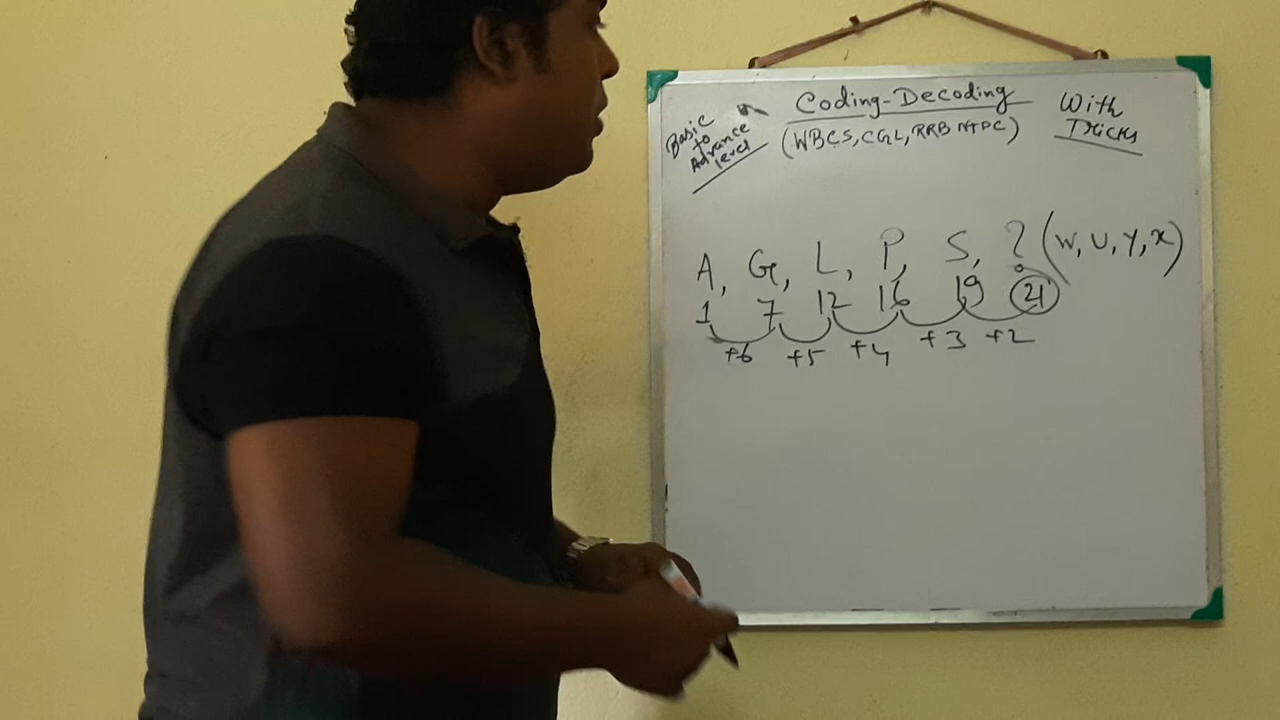 Coding-Decoding
With Tricks
Basic to Advance level
(WBCS, CGL, RRB NTPC)
A, G, L, P, S, ? (W, U, Y, X)
1 7 12 16 19 21
+6 +5 +4 +3 +2